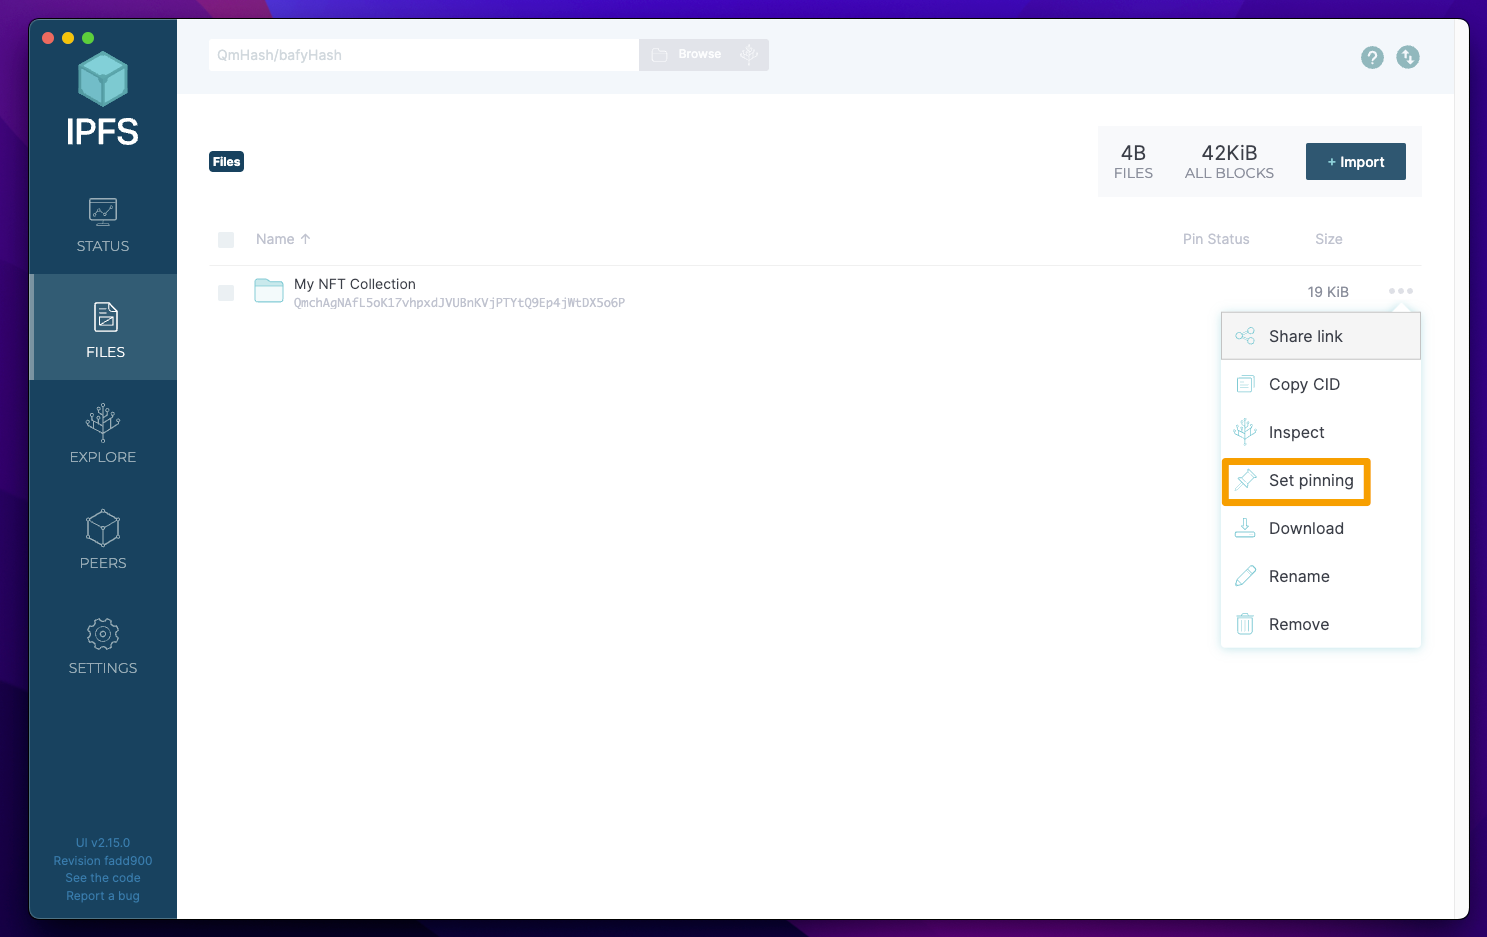 IPFS
QmHash/bafyHash
Browse
?
Files
4B
FILES
42KiB
ALL BLOCKS
+ Import
STATUS
FILES
EXPLORE
PEERS
SETTINGS
Name ↑
Pin Status
Size
My NFT Collection
QmchAgNAfL5oK17vhpxdJVU8nKVjPTYtQ9Ep4jWtDX5o6P
19 KiB
Share link
Copy CID
Inspect
Set pinning
Download
Rename
Remove
UI v2.15.0
Revision fadd900
See the code
Report a bug